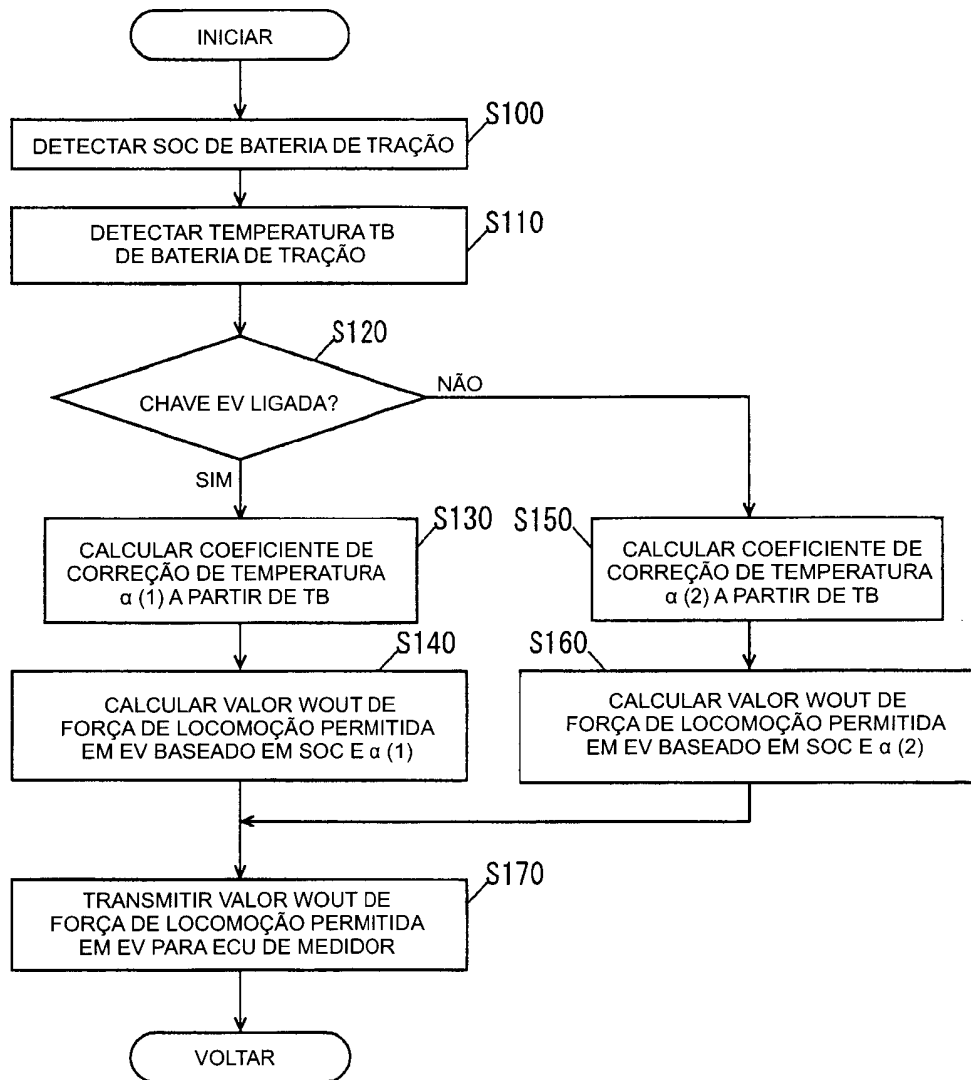 INICIAR
S100
DETECTAR SOC DE BATERIA DE TRAÇÃO
S110
DETECTAR TEMPERATURA TB
DE BATERIA DE TRAÇÃO
S120
CHAVE EV LIGADA?
NÃO
SIM
S130
CALCULAR COEFICIENTE DE
CORREÇÃO DE TEMPERATURA
α (1) A PARTIR DE TB
S150
CALCULAR COEFICIENTE DE
CORREÇÃO DE TEMPERATURA
α (2) A PARTIR DE TB
S140
CALCULAR VALOR WOUT DE
FORÇA DE LOCOMOÇÃO PERMITIDA
EM EV BASEADO EM SOC E α (1)
S160
CALCULAR VALOR WOUT DE
FORÇA DE LOCOMOÇÃO PERMITIDA
EM EV BASEADO EM SOC E α (2)
S170
TRANSMITIR VALOR WOUT DE
FORÇA DE LOCOMOÇÃO PERMITIDA
EM EV PARA ECU DE MEDIDOR
VOLTAR